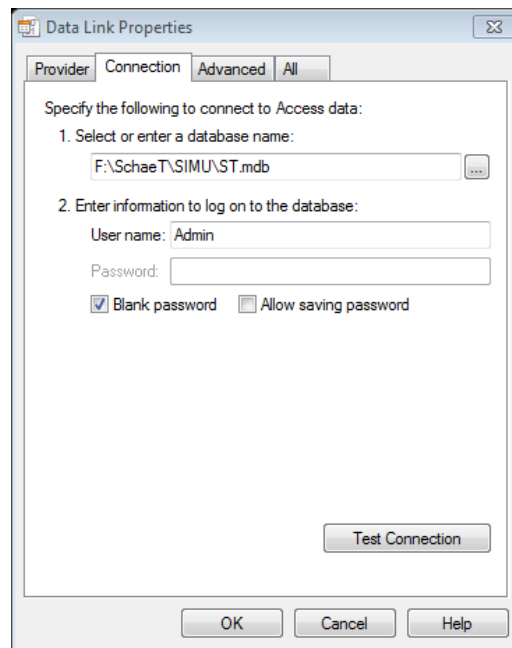 Data Link Properties
Provider Connection Advanced All
Specify the following to connect to Access data:
1. Select or enter a database name:
F:\SchaeT\SIMU\ST.mdb ...
2. Enter information to log on to the database:
User name: Admin
Password:
Blank password Allow saving password
Test Connection
OK Cancel Help